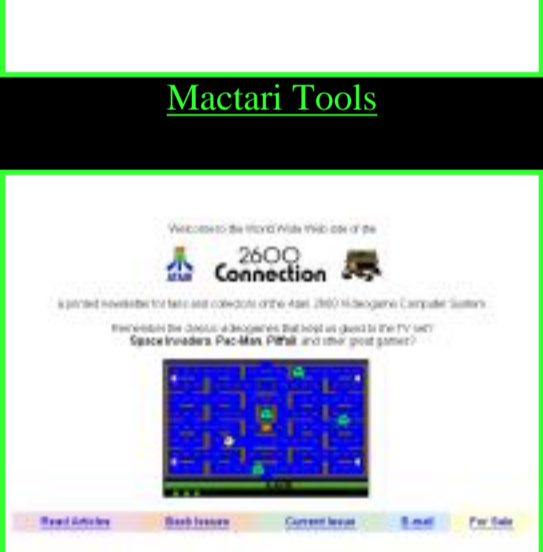 Mactari Tools
Welcome to the World Wide Web site of the
ATARI
2600
Connection
a printed newsletter for fans and collectors of the Atari 2600 Videogame Computer System
Remember the classic videogames that kept us glued to the TV set?
Space Invaders, Pac-Man, Pitfall, and other great games?
Read Articles Back Issues Current Issue E-mail For Sale